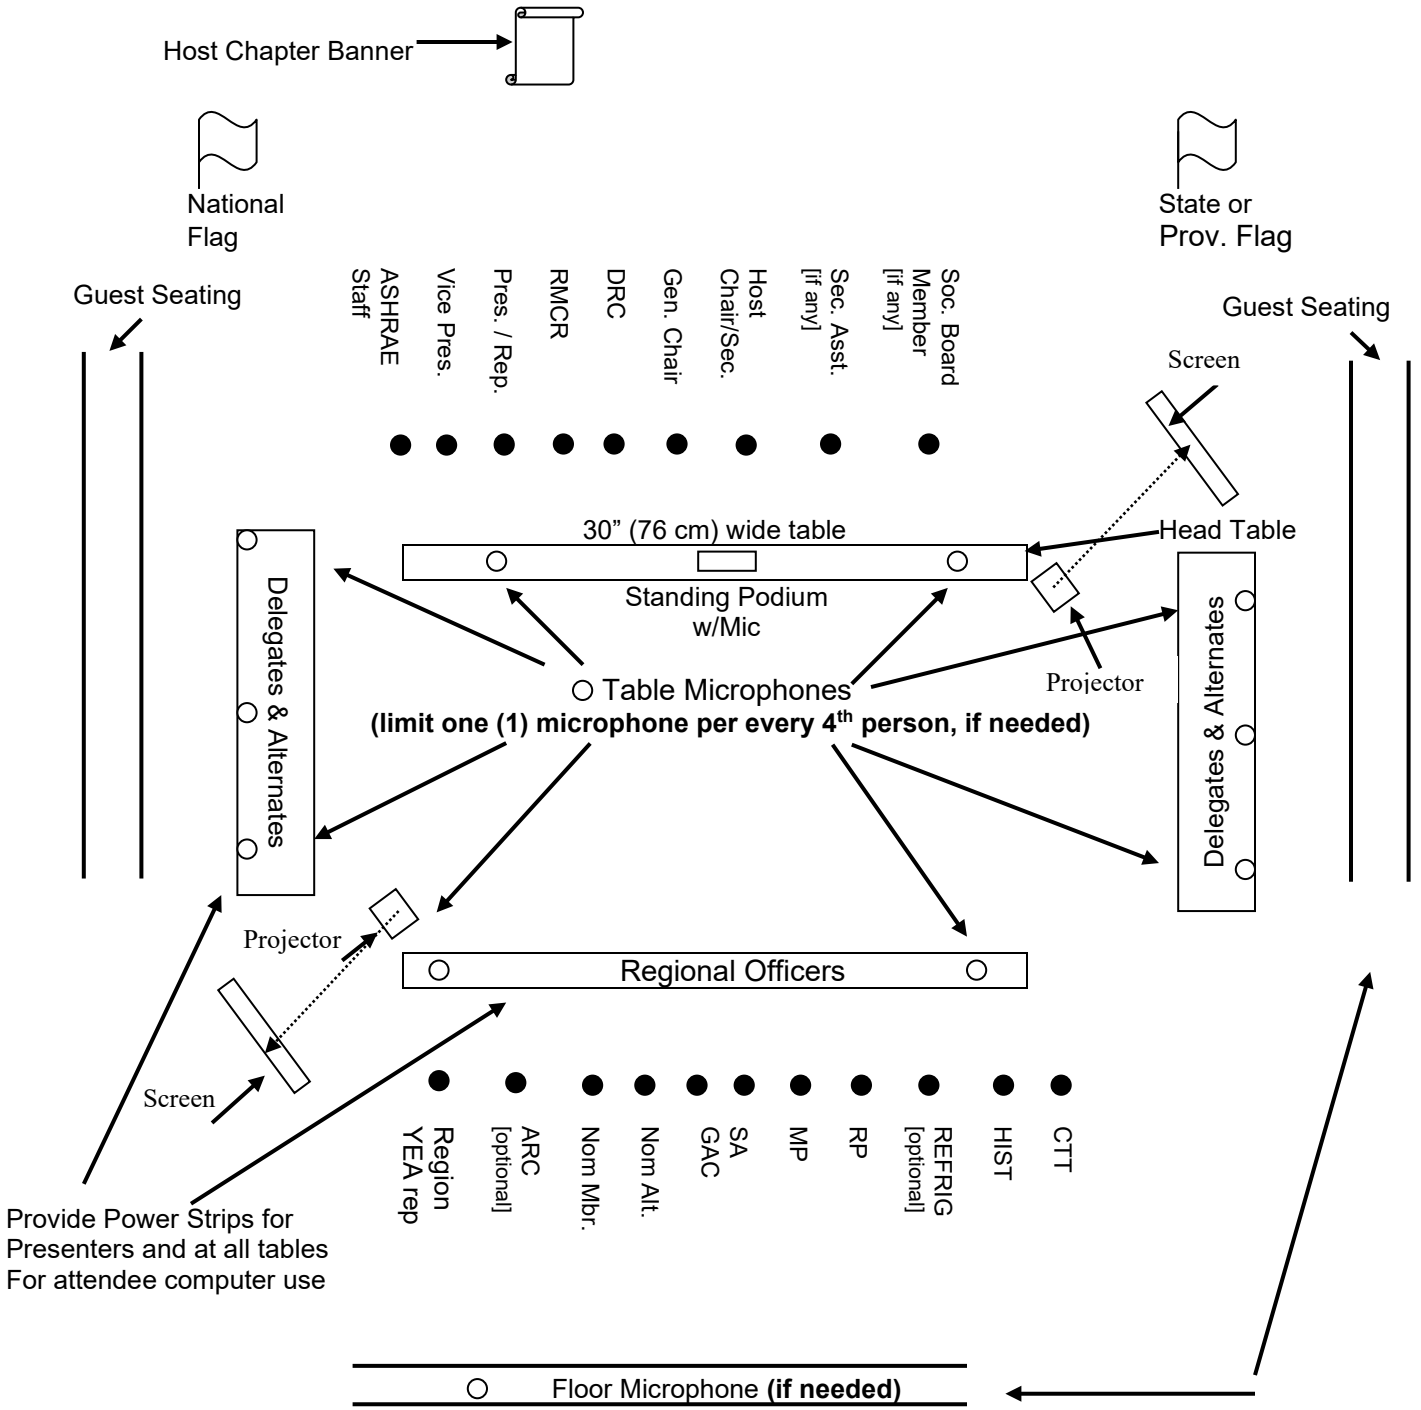 Host Chapter Banner
National
Flag
State or
Prov. Flag
Guest Seating
Guest Seating
ASHRAE
Staff
Vice Pres.
Pres. / Rep.
RMCR
DRC
Gen. Chair
Host
Chair/Sec.
Sec. Asst.
[if any]
Soc. Board
Member
[if any]
Screen
30” (76 cm) wide table
Head Table
Standing Podium
w/Mic
Delegates & Alternates
Delegates & Alternates
Projector
Table Microphones
(limit one (1) microphone per every 4th person, if needed)
Projector
Regional Officers
Screen
Region
YEA rep
ARC
[optional]
Nom Mbr.
Nom Alt.
SA
GAC
MP
RP
REFRIG
[optional]
HIST
CTT
Provide Power Strips for
Presenters and at all tables
For attendee computer use
Floor Microphone (if needed)